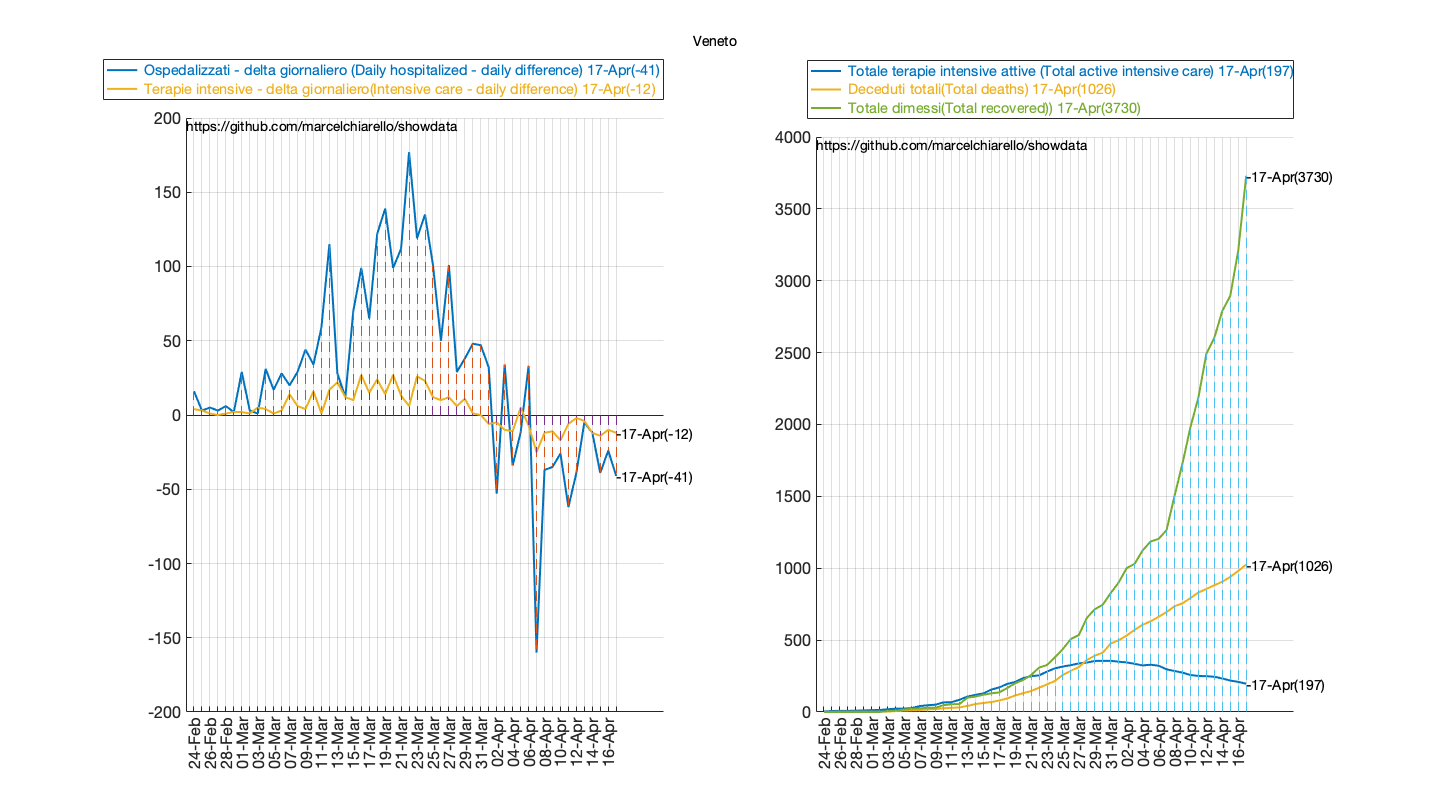 Veneto
Ospedalizzati - delta giornaliero (Daily hospitalized - daily difference) 17-Apr(-41)
Terapie intensive - delta giornaliero(Intensive care - daily difference) 17-Apr(-12)
200
https://github.com/marcelchiarello/showdata
150
100
50
0
-50
-100
-150
-200
-17-Apr(-12)
-17-Apr(-41)
24-Feb
26-Feb
28-Feb
01-Mar
03-Mar
05-Mar
07-Mar
09-Mar
11-Mar
13-Mar
15-Mar
17-Mar
19-Mar
21-Mar
23-Mar
25-Mar
27-Mar
29-Mar
31-Mar
02-Apr
04-Apr
06-Apr
08-Apr
10-Apr
12-Apr
14-Apr
16-Apr
Totale terapie intensive attive (Total active intensive care) 17-Apr(197)
Deceduti totali(Total deaths) 17-Apr(1026)
Totale dimessi(Total recovered)) 17-Apr(3730)
4000
https://github.com/marcelchiarello/showdata
3500
3000
2500
2000
1500
1000
500
0
-17-Apr(3730)
-17-Apr(1026)
-17-Apr(197)
24-Feb
26-Feb
28-Feb
01-Mar
03-Mar
05-Mar
07-Mar
09-Mar
11-Mar
13-Mar
15-Mar
17-Mar
19-Mar
21-Mar
23-Mar
25-Mar
27-Mar
29-Mar
31-Mar
02-Apr
04-Apr
06-Apr
08-Apr
10-Apr
12-Apr
14-Apr
16-Apr